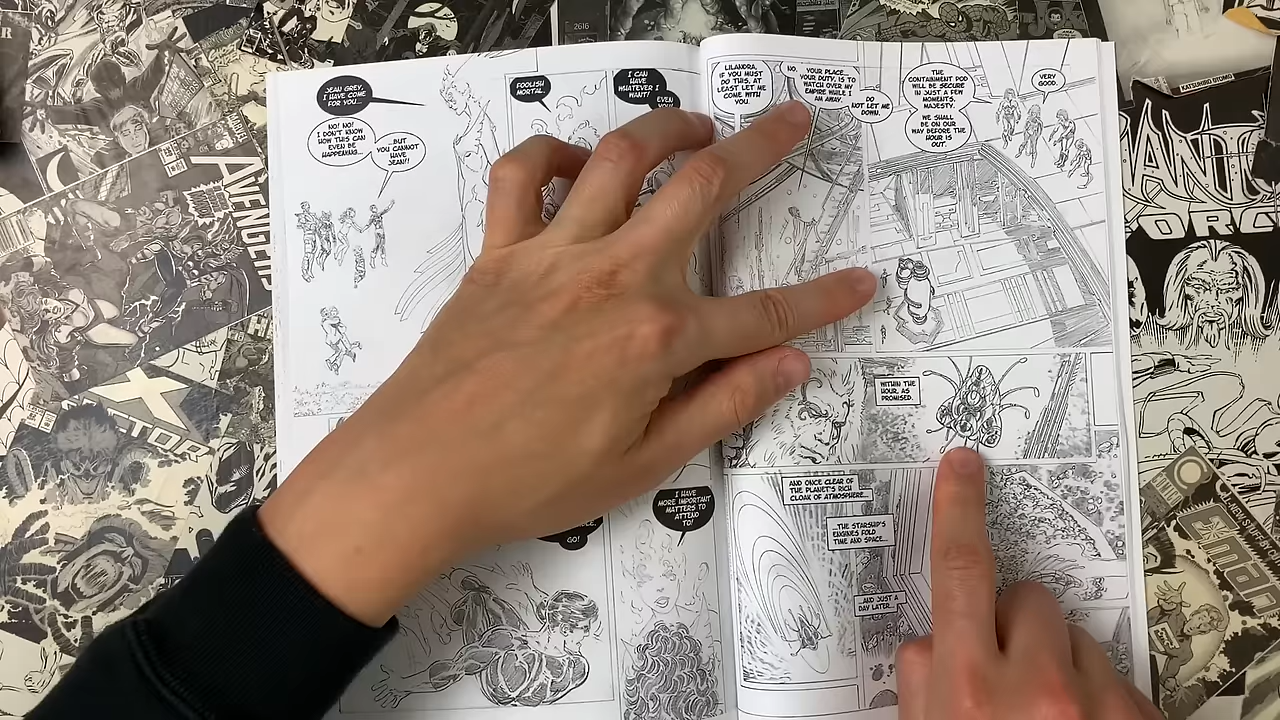 JEAN GREY,
I HAVE COME
FOR YOU...
NO! NO!
I DON'T KNOW
HOW THIS CAN
EVEN BE
HAPPENING...
...BUT
YOU CANNOT
HAVE
JEAN!!
FOOLISH
MORTAL.
I CAN
HAVE
WHATEVER I
WANT!
EVEN
I HAVE
MORE IMPORTANT
MATTERS TO
ATTEND
TO!
GO!
LILANDRA,
IF YOU MUST
DO THIS, AT
LEAST LET ME
COME WITH
YOU.
NO.
YOUR PLACE...
YOUR DUTY, IS TO
WATCH OVER MY
EMPIRE WHILE I
AM AWAY.
DO
NOT LET ME
DOWN.
THE
CONTAINMENT POD
WILL BE SECURE
IN JUST A FEW
MOMENTS,
MAJESTY.
WE SHALL
BE ON OUR
WAY BEFORE
THE HOUR IS
OUT.
VERY
GOOD.
WITHIN THE
HOUR, AS
PROMISED.
AND ONCE CLEAR OF
THE PLANET'S RICH
CLOAK OF ATMOSPHERE...
...THE STARSHIP'S
ENGINES FOLD
TIME AND SPACE...
...AND JUST A
DAY LATER...
AVENGERS
2616